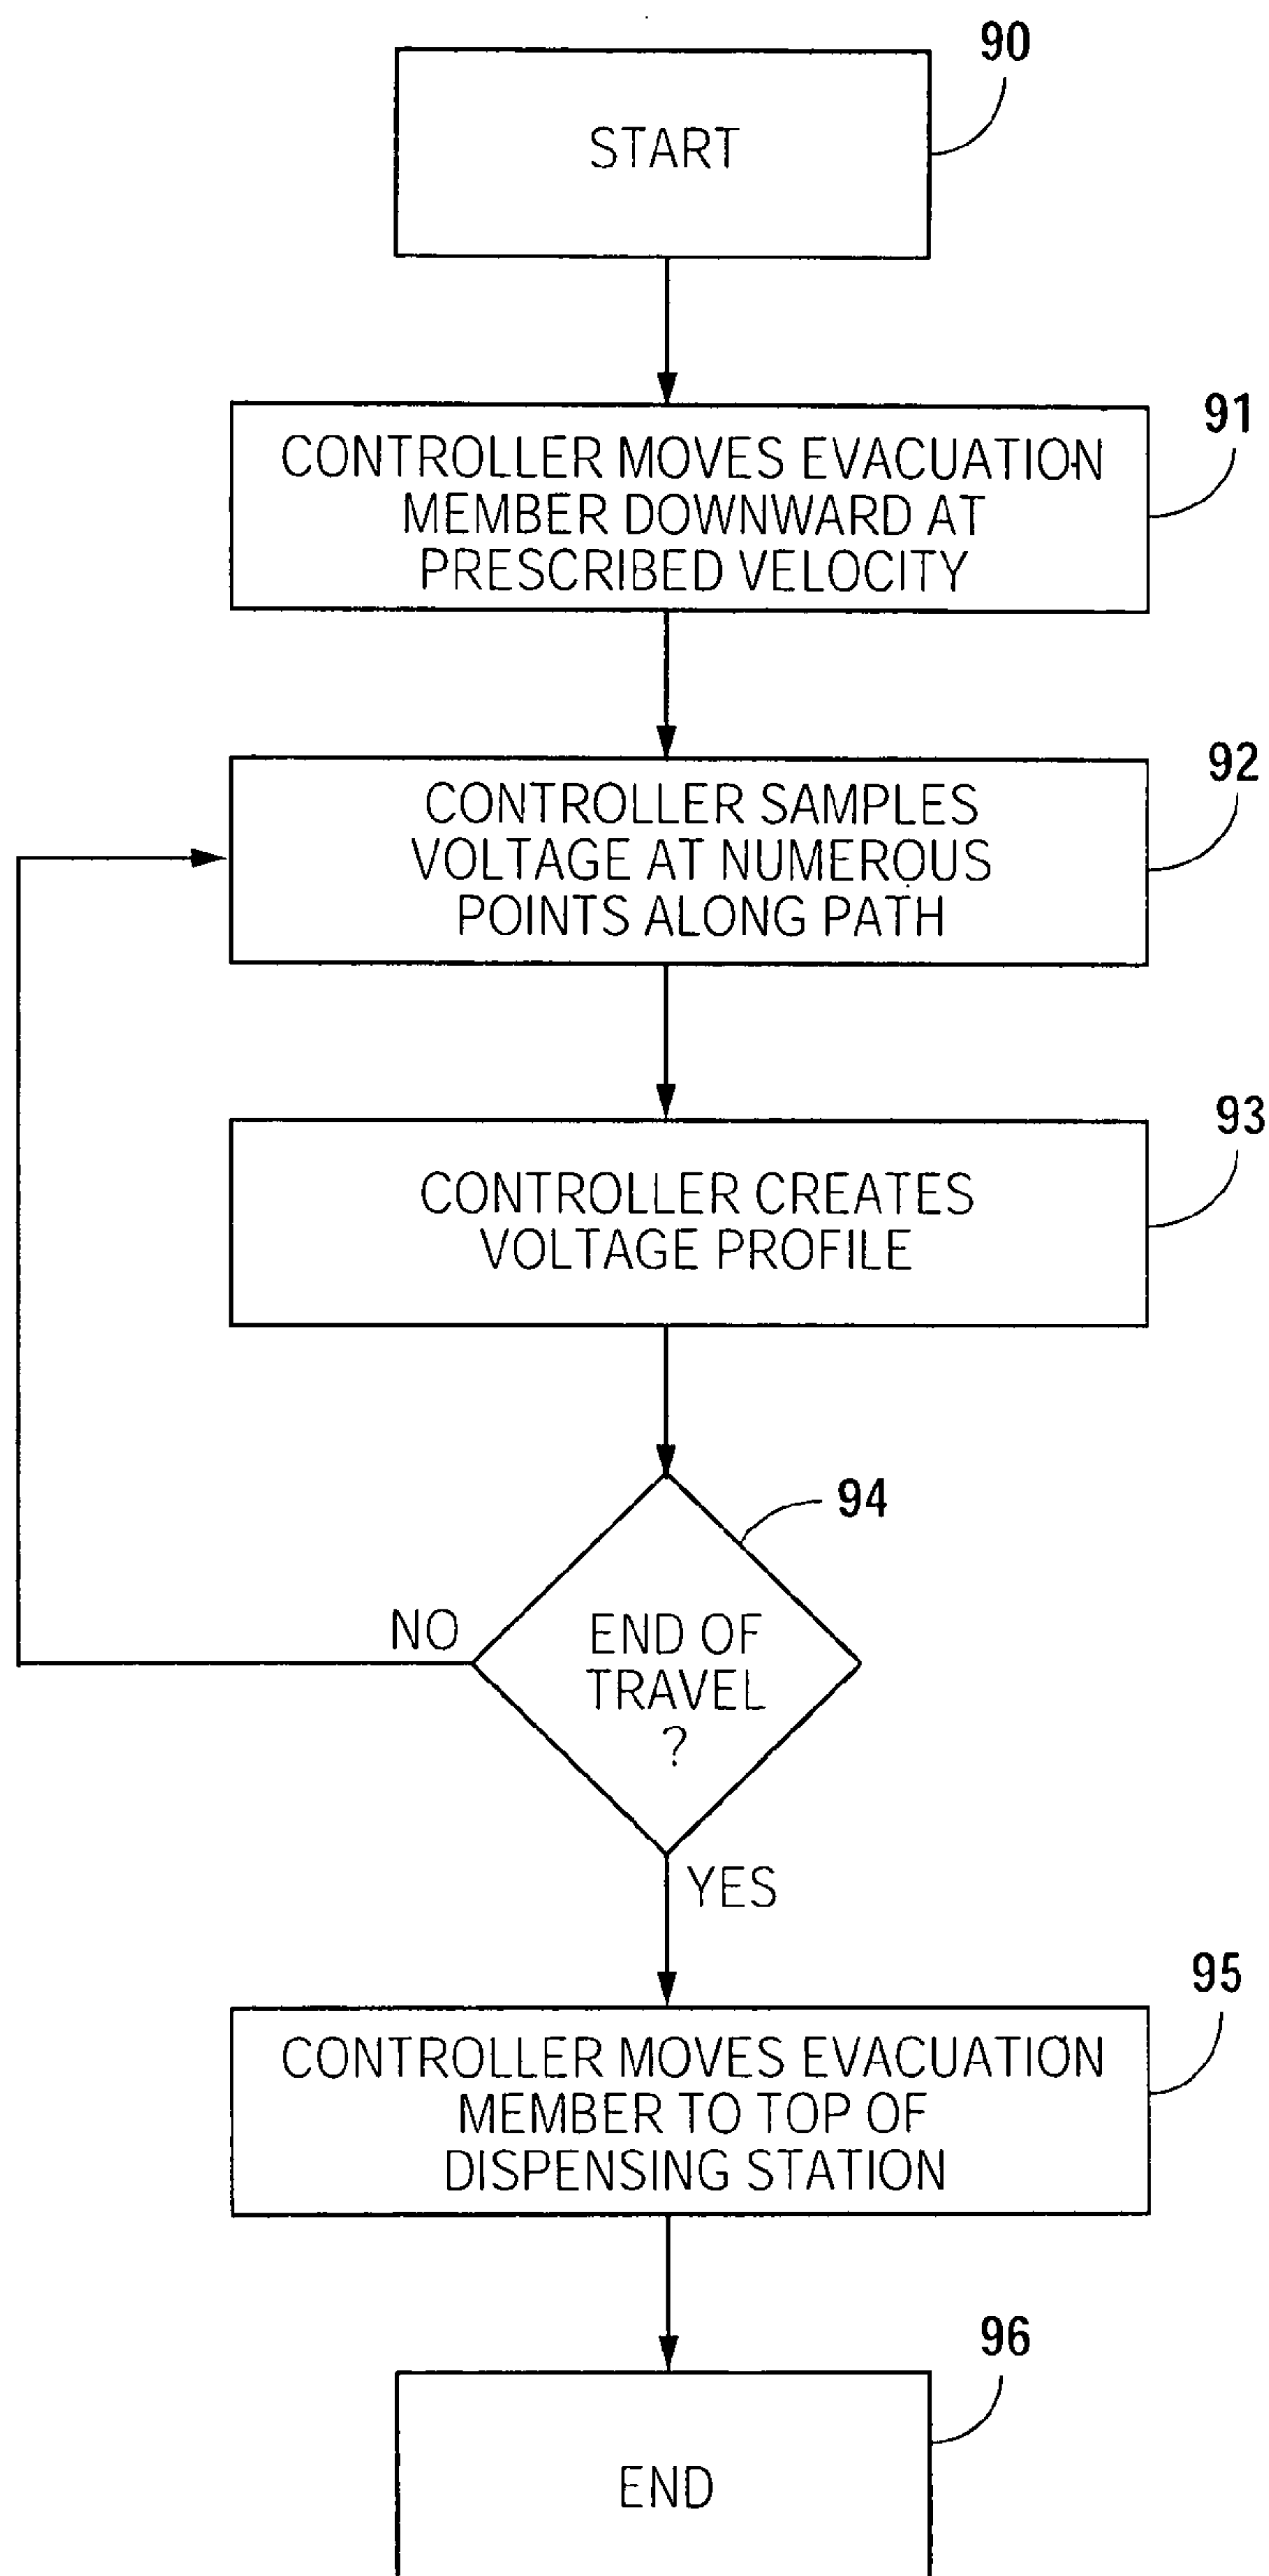 90
START
91
CONTROLLER MOVES EVACUATION
MEMBER DOWNWARD AT
PRESCRIBED VELOCITY
92
CONTROLLER SAMPLES
VOLTAGE AT NUMEROUS
POINTS ALONG PATH
93
CONTROLLER CREATES
VOLTAGE PROFILE
94
NO
END OF
TRAVEL
?
YES
95
CONTROLLER MOVES EVACUATION
MEMBER TO TOP OF
DISPENSING STATION
96
END